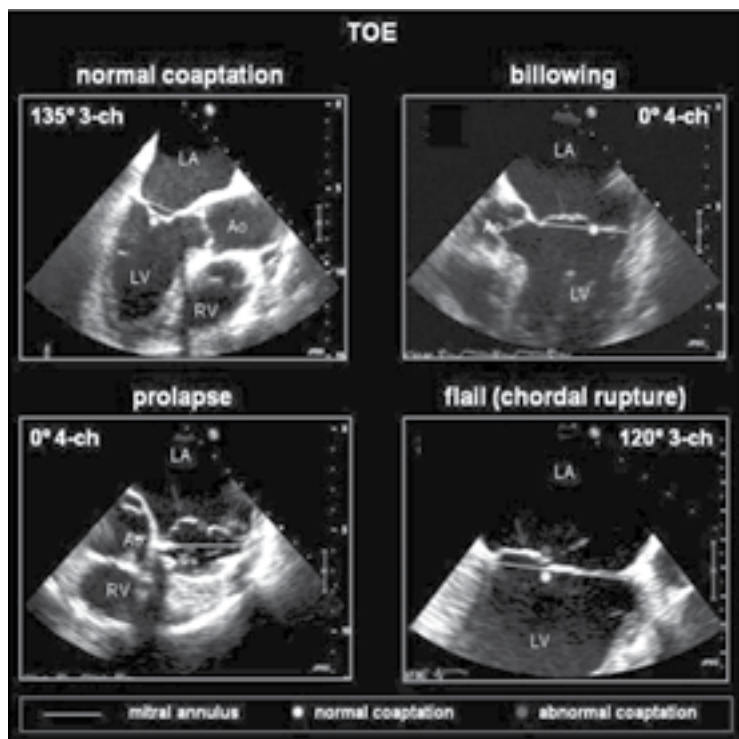 TOE
normal coaptation
billowing
135° 3-ch
LA
Ao
LV
RV
0° 4-ch
LA
LV
prolapse
flail (chordal rupture)
0° 4-ch
LA
RV
120° 3-ch
LA
LV
mitral annulus
normal coaptation
abnormal coaptation